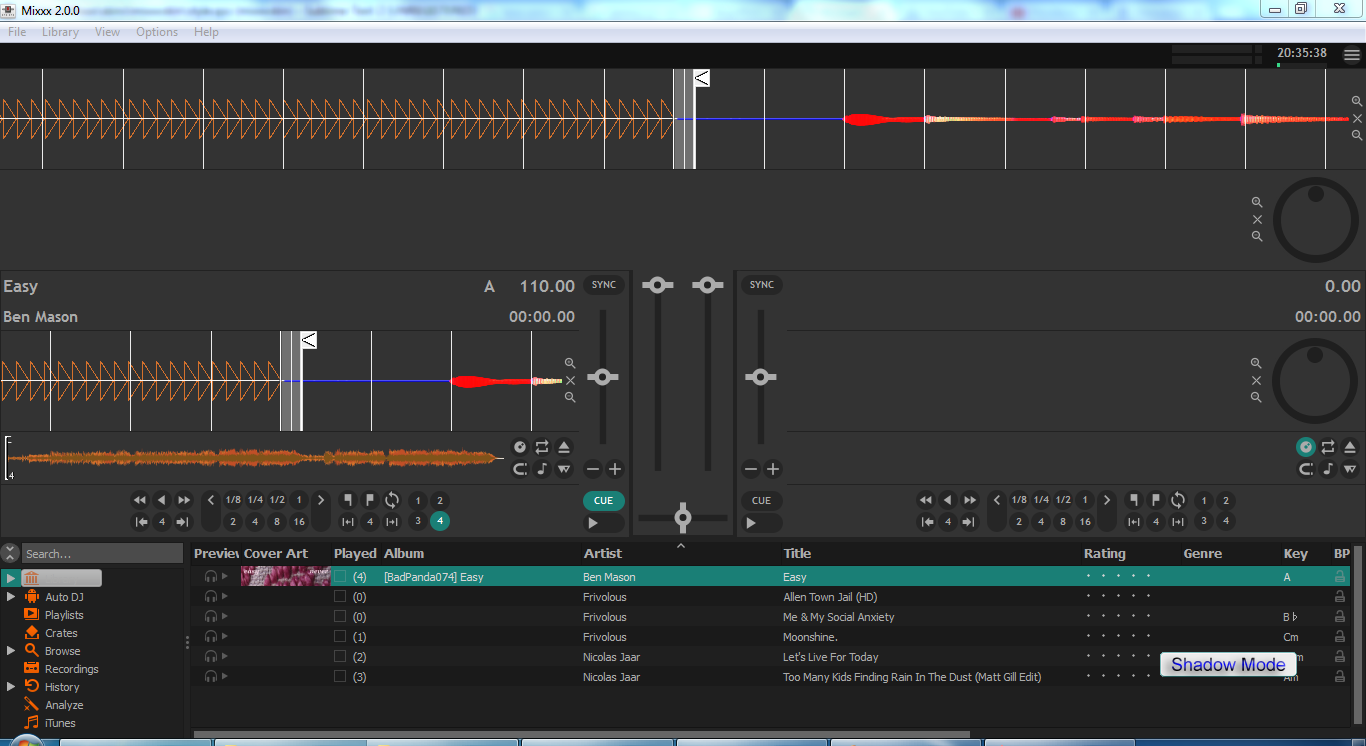 Mixxx 2.0.0
File Library View Options Help
20:35:38
Easy A 110.00 SYNC SYNC 0.00
Ben Mason 00:00.00 00:00.00
4
1/8 1/4 1/2 1 1 2 CUE CUE 1/8 1/4 1/2 1 1 2
4 2 4 8 16 4 3 4 4 2 4 8 16 4 3 4
Search...
Preview Cover Art Played Album Artist Title Rating Genre Key BP
(4) [BadPanda074] Easy Ben Mason Easy A
Auto DJ (0) Frivolous Allen Town Jail (HD)
Playlists (0) Frivolous Me & My Social Anxiety B♭
Crates (1) Frivolous Moonshine. Cm
Browse (2) Nicolas Jaar Let's Live For Today
Shadow Mode
Recordings (3) Nicolas Jaar Too Many Kids Finding Rain In The Dust (Matt Gill Edit) Am
History
Analyze
iTunes